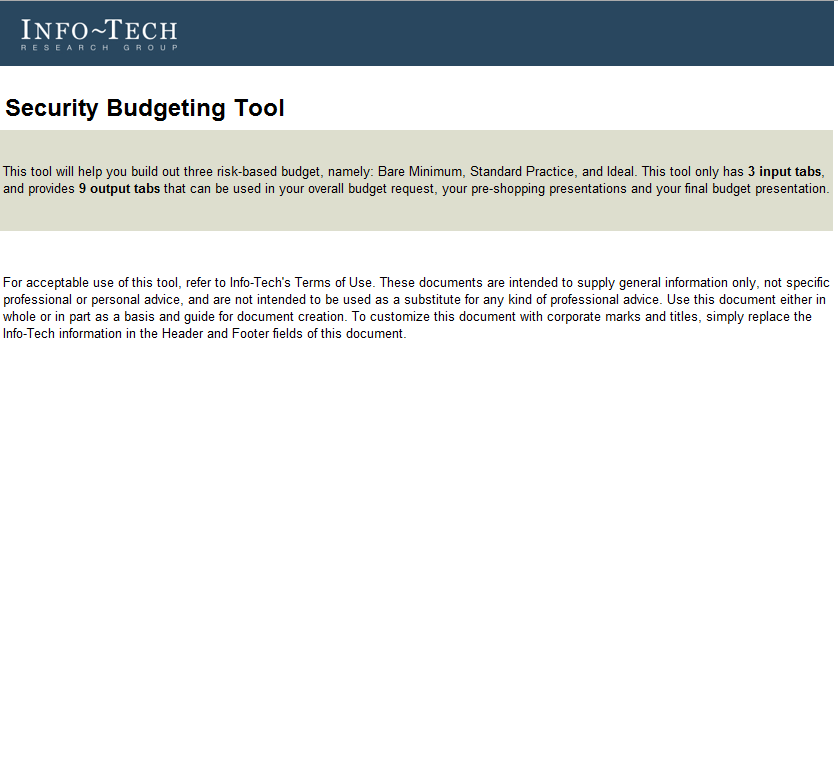 INFO~TECH
RESEARCH GROUP
Security Budgeting Tool
This tool will help you build out three risk-based budget, namely: Bare Minimum, Standard Practice, and Ideal. This tool only has 3 input tabs,
and provides 9 output tabs that can be used in your overall budget request, your pre-shopping presentations and your final budget presentation.
For acceptable use of this tool, refer to Info-Tech's Terms of Use. These documents are intended to supply general information only, not specific
professional or personal advice, and are not intended to be used as a substitute for any kind of professional advice. Use this document either in
whole or in part as a basis and guide for document creation. To customize this document with corporate marks and titles, simply replace the
Info-Tech information in the Header and Footer fields of this document.